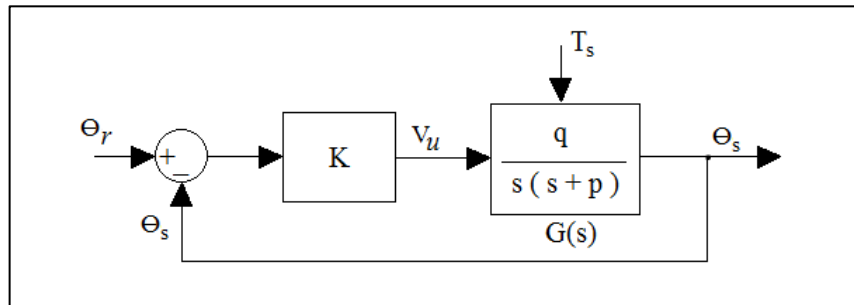 T_s
ϴ_r
+
−
K
V_u
q
s ( s + p )
ϴ_s
ϴ_s
G(s)